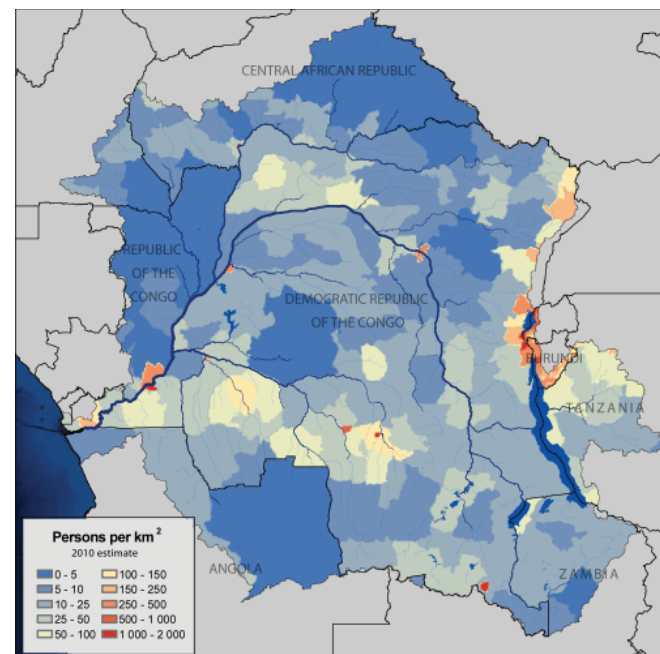 CENTRAL AFRICAN REPUBLIC
REPUBLIC
OF THE
CONGO
DEMOCRATIC REPUBLIC
OF THE CONGO
BURUNDI
TANZANIA
ANGOLA
ZAMBIA
Persons per km²
2010 estimate
0 - 5
5 - 10
10 - 25
25 - 50
50 - 100
100 - 150
150 - 250
250 - 500
500 - 1 000
1 000 - 2 000